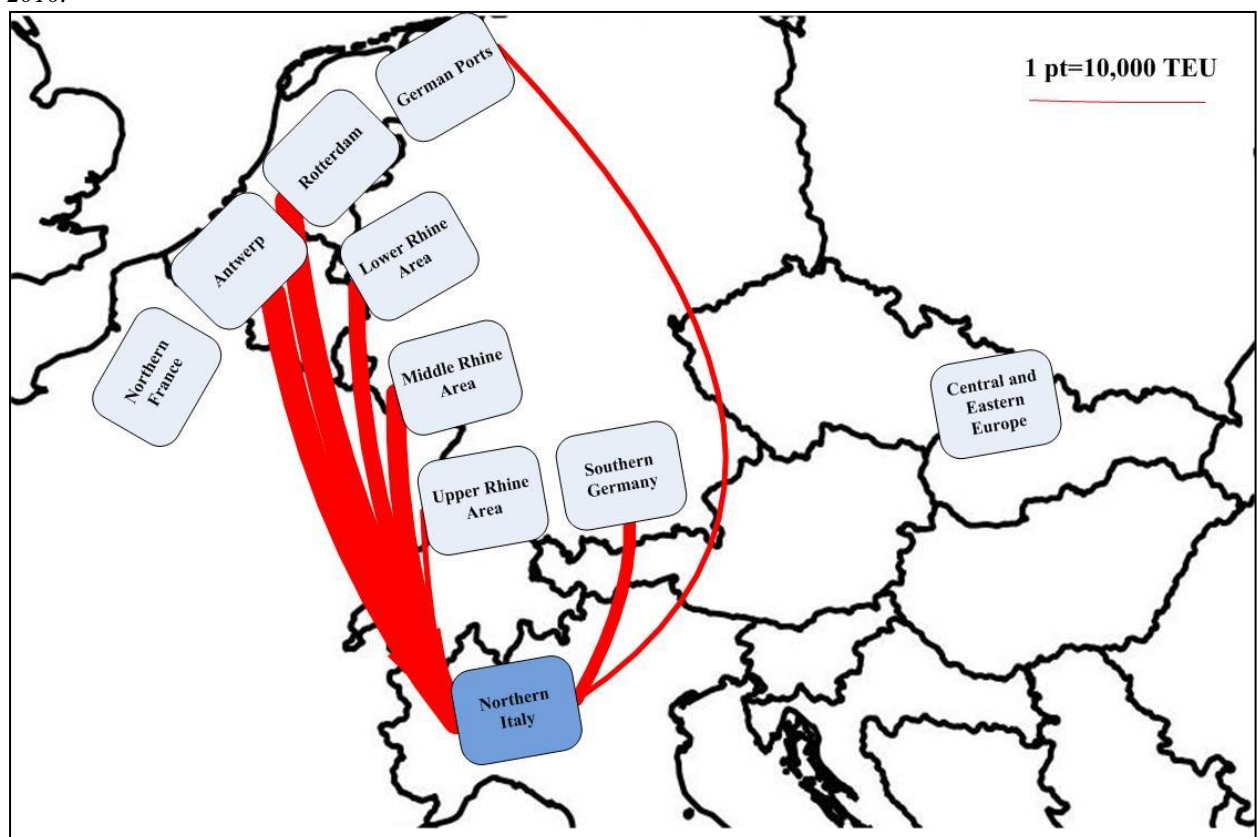 2010.
1 pt=10,000 TEU
German Ports
Rotterdam
Antwerp
Lower Rhine
Area
Northern
France
Middle Rhine
Area
Central and
Eastern
Europe
Upper Rhine
Area
Southern
Germany
Northern
Italy